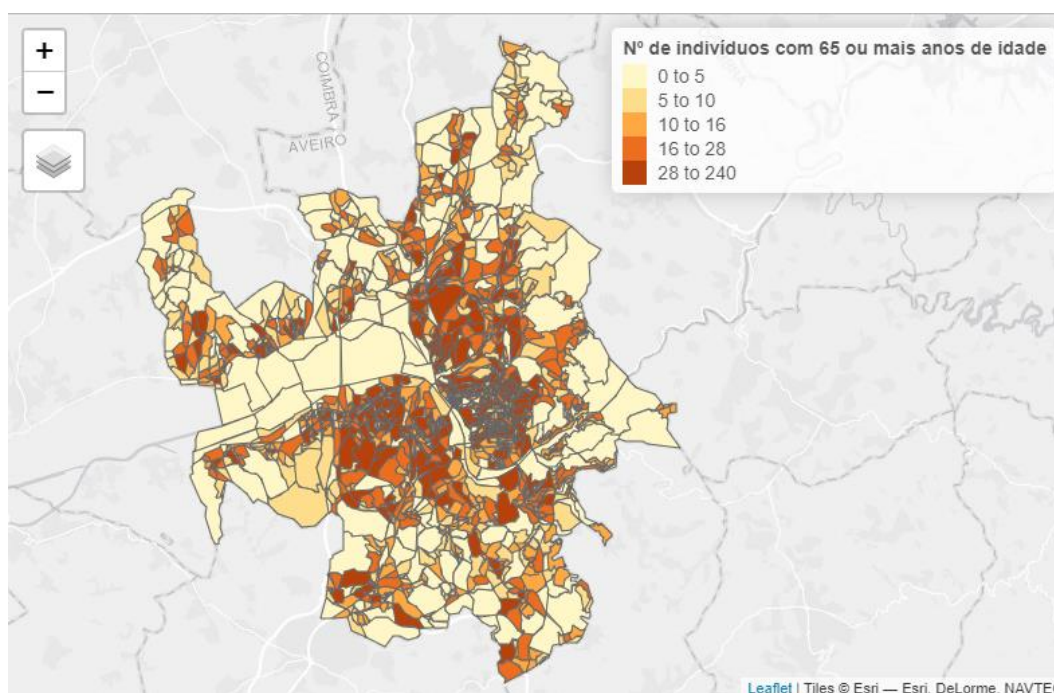 +
−
COIMBRA
AVEIRO
Nº de indivíduos com 65 ou mais anos de idade
0 to 5
5 to 10
10 to 16
16 to 28
28 to 240
Leaflet | Tiles © Esri — Esri, DeLorme, NAVTE